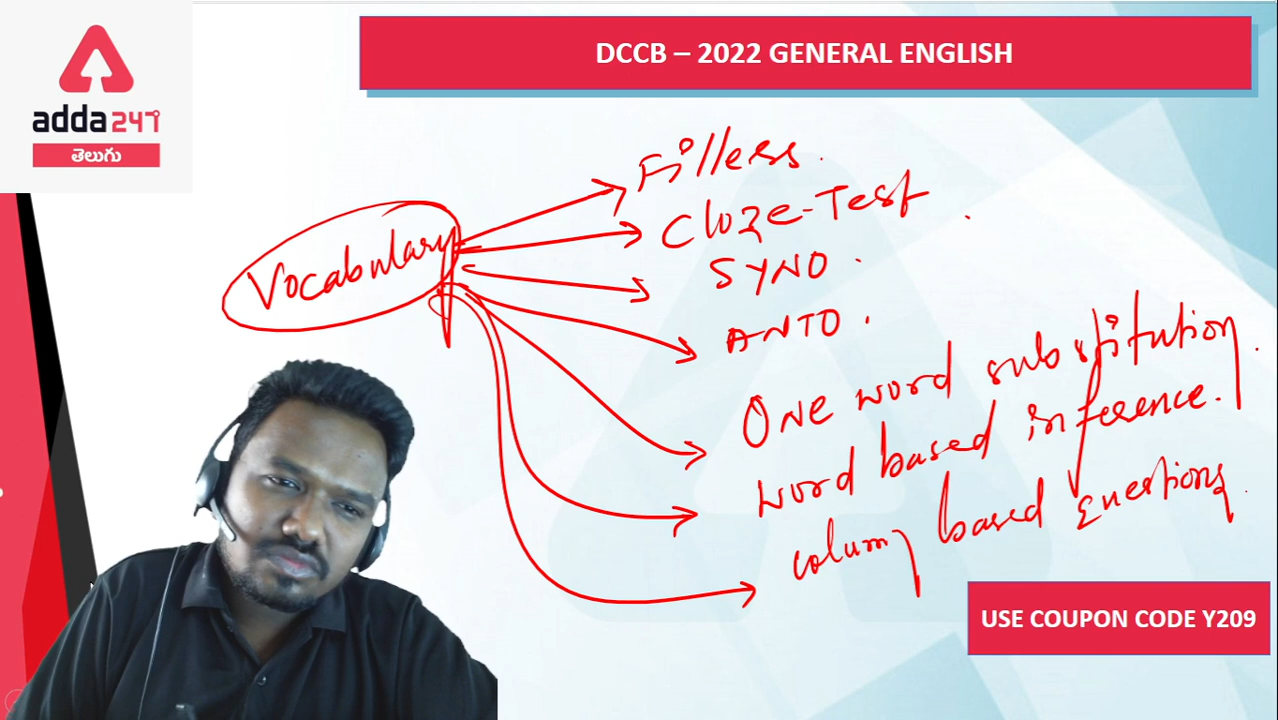 adda247
తెలుగు
DCCB – 2022 GENERAL ENGLISH
Vocabulary
Fillers.
Cloze-Test
SYNO.
ANTO.
One word substitution.
word based inference.
column based questions.
USE COUPON CODE Y209